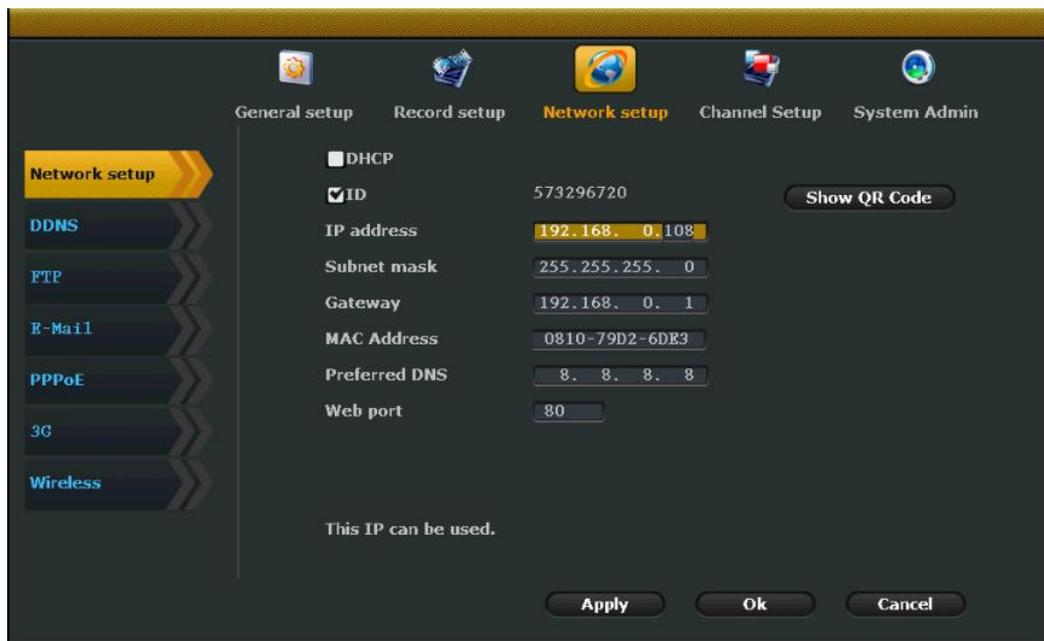 General setup Record setup Network setup Channel Setup System Admin
Network setup
DDNS
FTP
E-Mail
PPPoE
3G
Wireless
DHCP
ID 573296720 Show QR Code
IP address 192.168. 0.108
Subnet mask 255.255.255. 0
Gateway 192.168. 0. 1
MAC Address 0810-79D2-6DE3
Preferred DNS 8. 8. 8. 8
Web port 80
This IP can be used.
Apply Ok Cancel